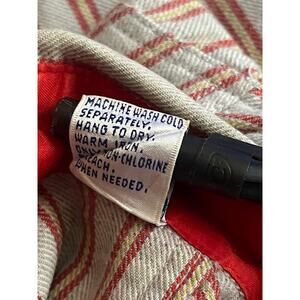 MACHINE WASH COLD
SEPARATELY.
HANG TO DRY.
WARM IRON.
ONLY NON-CHLORINE
BLEACH,
WHEN NEEDED.